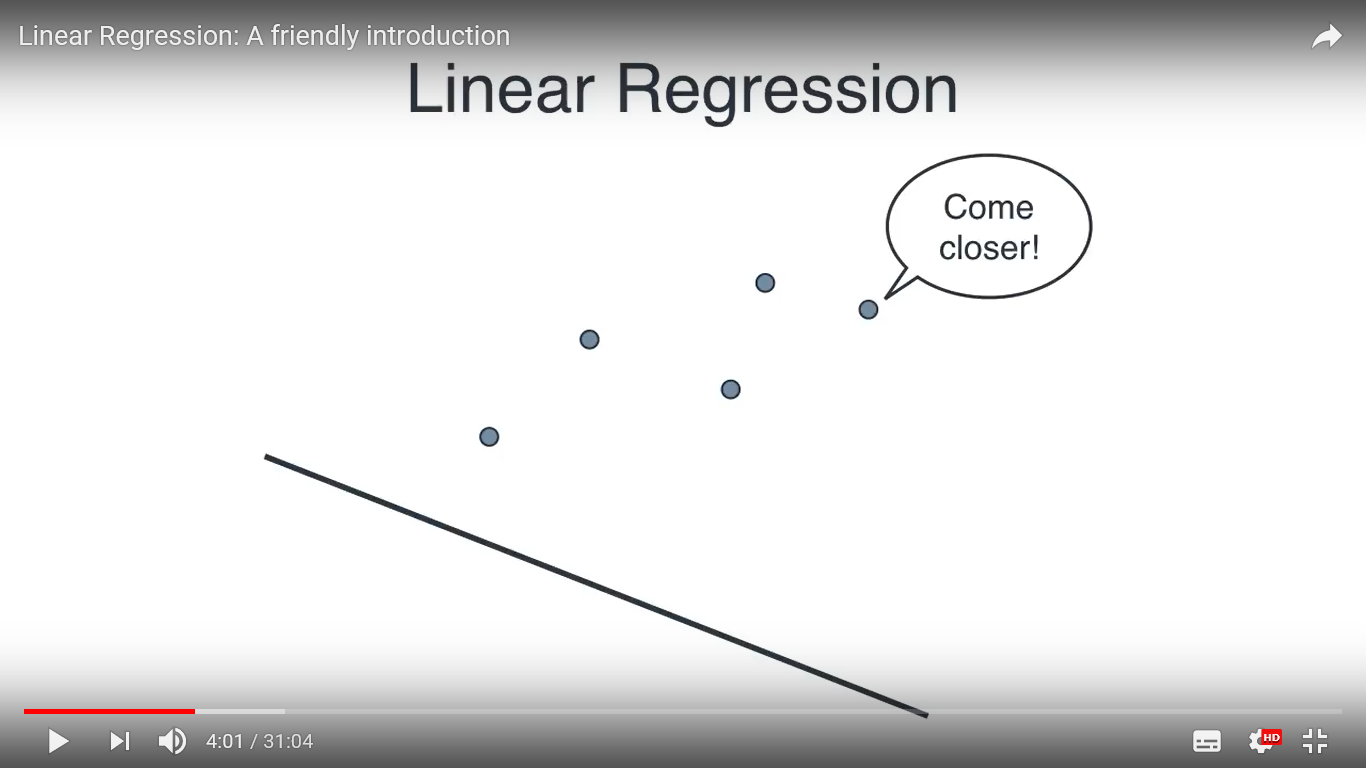 Linear Regression: A friendly introduction
Linear Regression
Come
closer!
4:01 / 31:04
HD